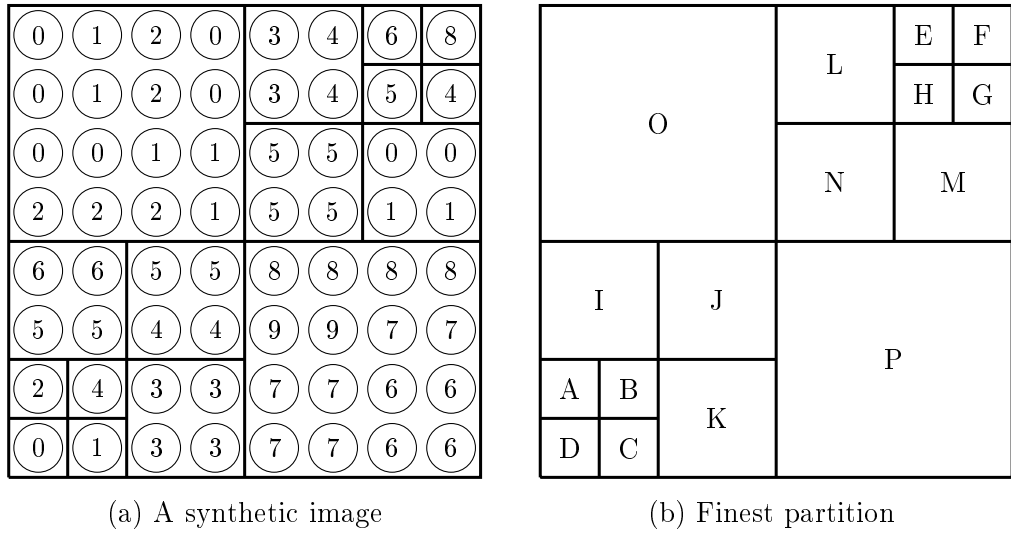 0 1 2 0 3 4 6 8
0 1 2 0 3 4 5 4
0 0 1 1 5 5 0 0
2 2 2 1 5 5 1 1
6 6 5 5 8 8 8 8
5 5 4 4 9 9 7 7
2 4 3 3 7 7 6 6
0 1 3 3 7 7 6 6
(a) A synthetic image
E F
L
H G
O
N M
I J
P
A B
K
D C
(b) Finest partition